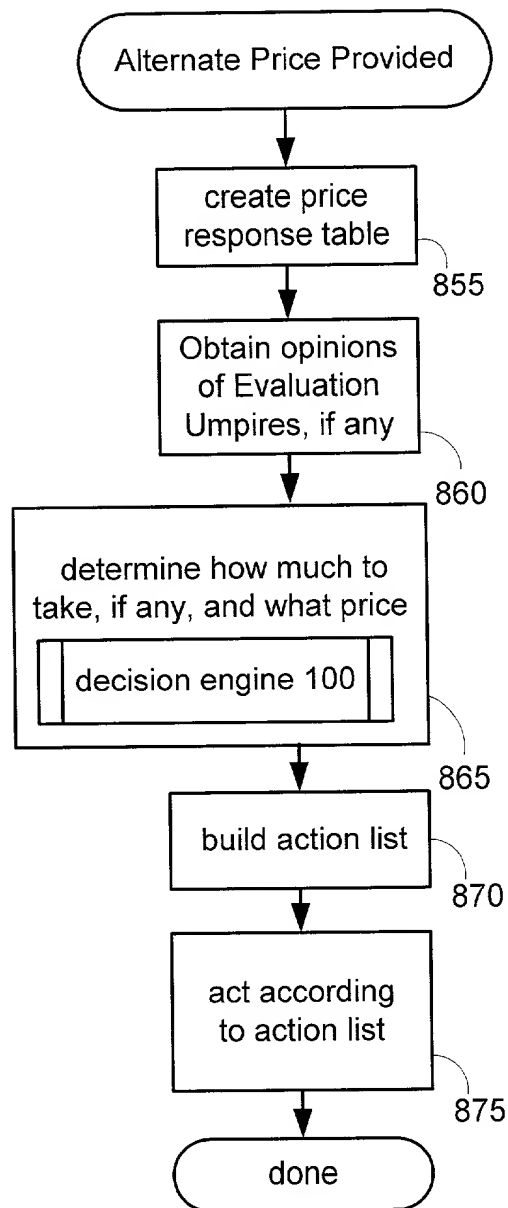 Alternate Price Provided
create price
response table
855
Obtain opinions
of Evaluation
Umpires, if any
860
determine how much to
take, if any, and what price
decision engine 100
865
build action list
870
act according
to action list
875
done